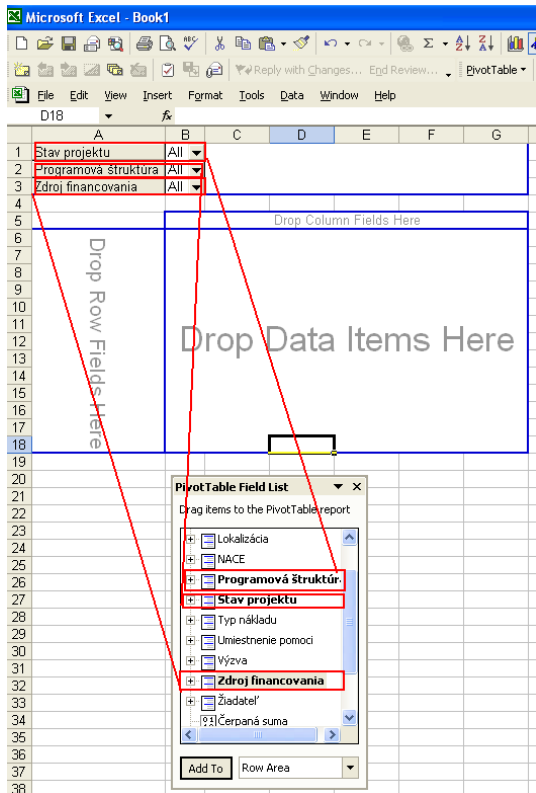 Microsoft Excel - Book1
Reply with Changes... End Review... PivotTable
File Edit View Insert Format Tools Data Window Help
D18 fx
A B C D E F G
1 Stav projektu All
2 Programová štruktúra All
3 Zdroj financovania All
4
5 Drop Column Fields Here
6
7
8
9
10
11
12 Drop Data Items Here
13
14
15
16
17
18
Drop Row Fields Here
19
20
21 PivotTable Field List
22 Drag items to the PivotTable report
23
24 Lokalizácia
25 NACE
26 Programová štruktúr
27 Stav projektu
28 Typ nákladu
29 Umiestnenie pomoci
30 Výzva
31
32 Zdroj financovania
33 Žiadateľ
34 Čerpaná suma
35
36
37 Add To Row Area
38